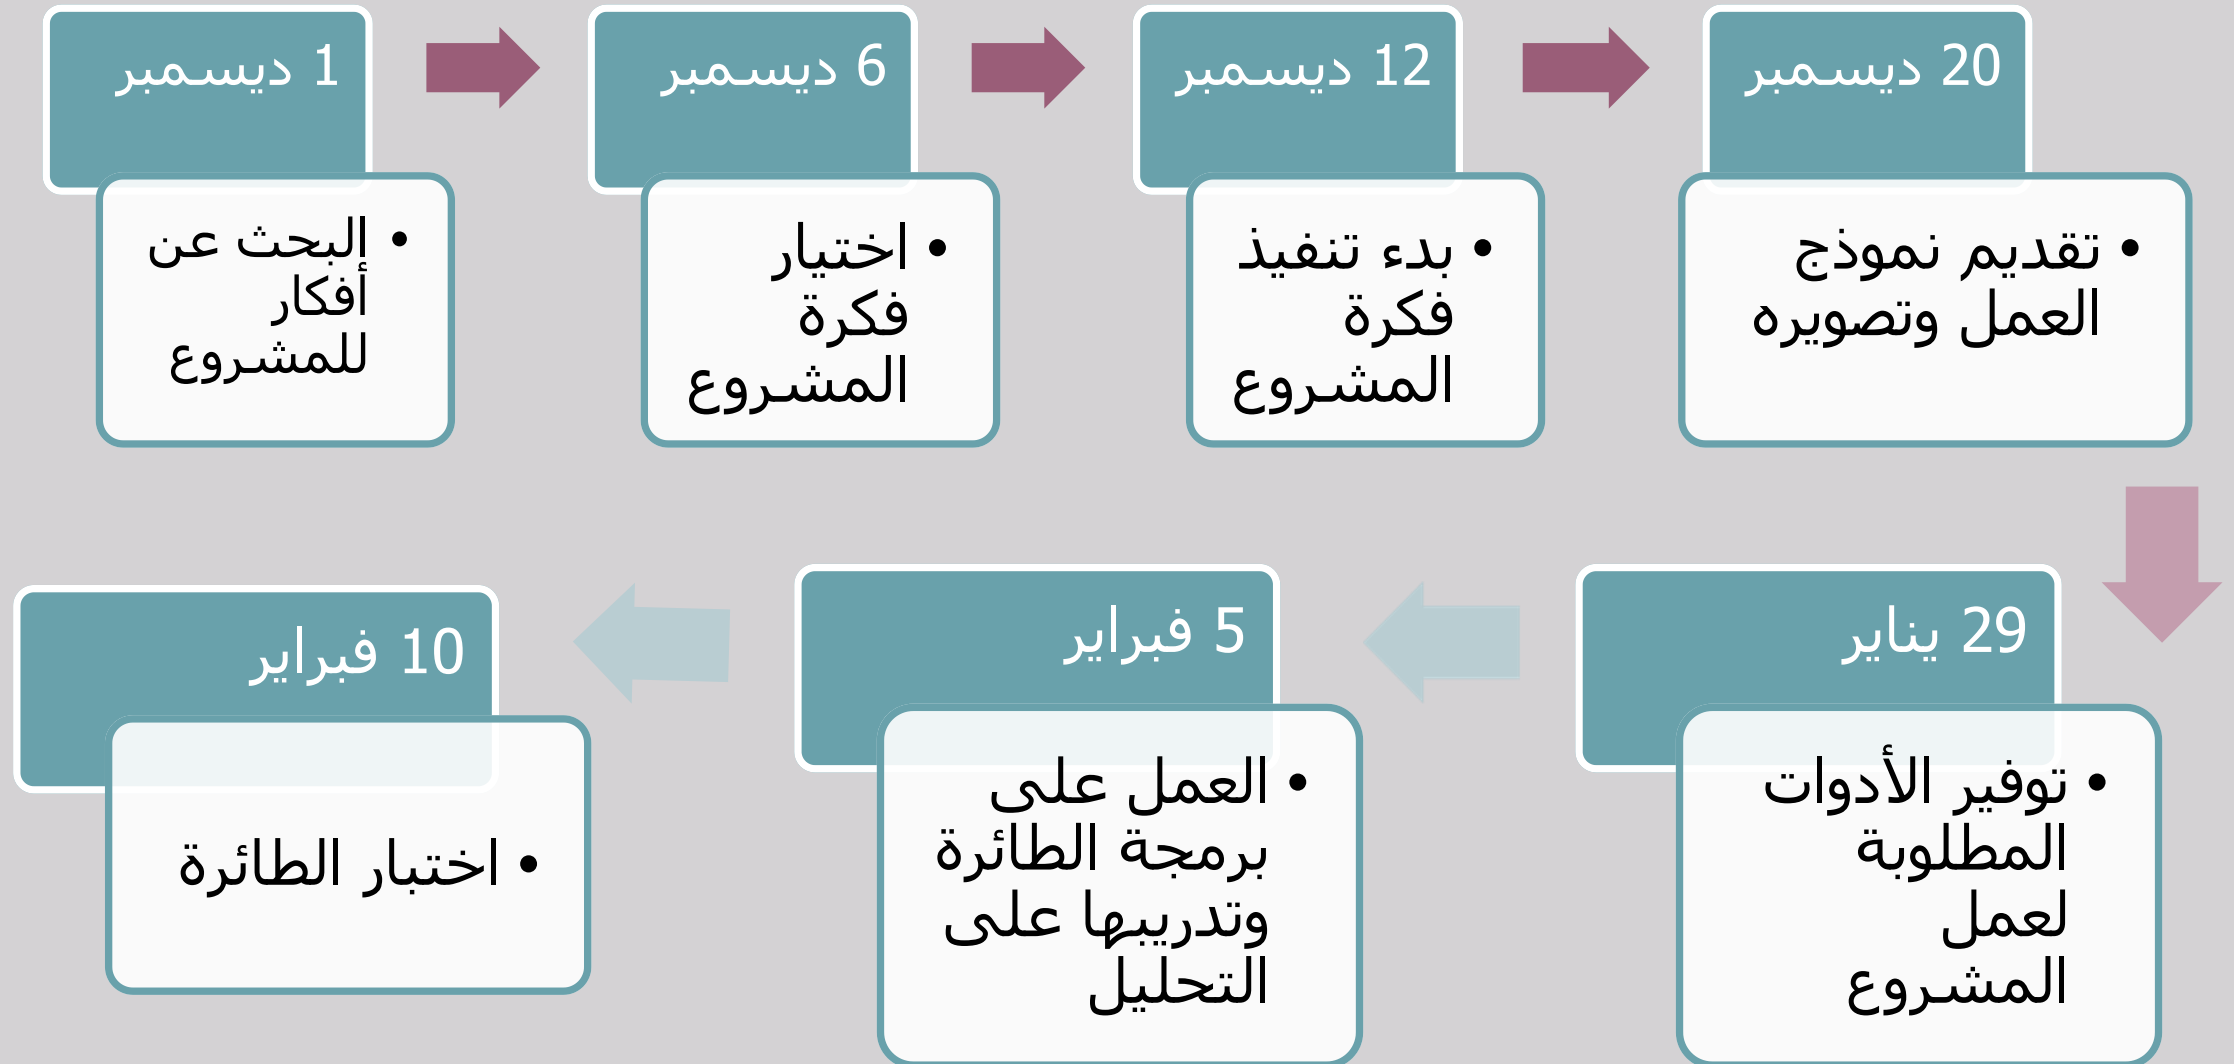 1 ديسمبر
• البحث عن
أفكار
للمشروع
6 ديسمبر
• اختيار
فكرة
المشروع
12 ديسمبر
• بدء تنفيذ
فكرة
المشروع
20 ديسمبر
• تقديم نموذج
العمل وتصويره
29 يناير
• توفير الأدوات
المطلوبة
لعمل
المشروع
5 فبراير
• العمل على
برمجة الطائرة
وتدريبها على
التحليل
10 فبراير
• اختبار الطائرة